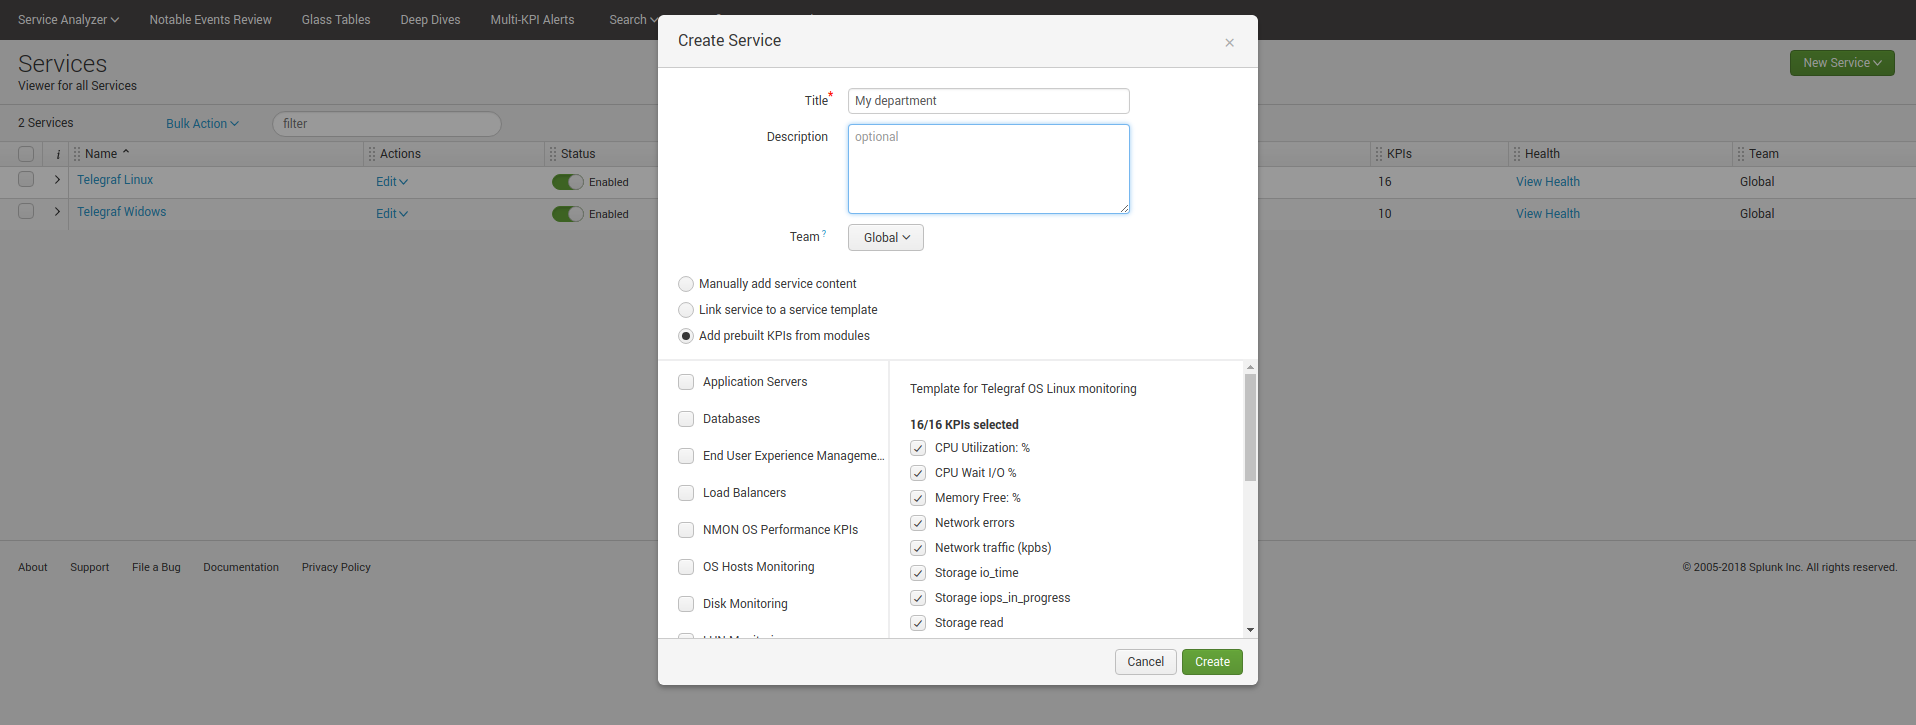 Service Analyzer Notable Events Review Glass Tables Deep Dives Multi-KPI Alerts Search
Services
Viewer for all Services
New Service
2 Services Bulk Action filter
i Name Actions Status KPIs Health Team
Telegraf Linux Edit Enabled 16 View Health Global
Telegraf Widows Edit Enabled 10 View Health Global
About Support File a Bug Documentation Privacy Policy
© 2005-2018 Splunk Inc. All rights reserved.
Create Service ×
Title* My department
Description optional
Team ? Global
Manually add service content
Link service to a service template
Add prebuilt KPIs from modules
Application Servers
Databases
End User Experience Manageme...
Load Balancers
NMON OS Performance KPIs
OS Hosts Monitoring
Disk Monitoring
Template for Telegraf OS Linux monitoring
16/16 KPIs selected
CPU Utilization: %
CPU Wait I/O %
Memory Free: %
Network errors
Network traffic (kpbs)
Storage io_time
Storage iops_in_progress
Storage read
Cancel Create